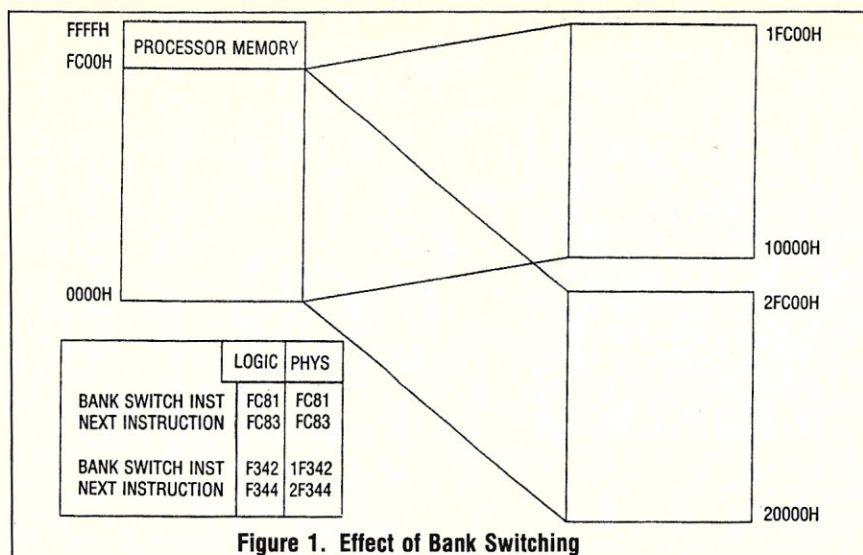 FFFFH
PROCESSOR MEMORY
FC00H
0000H
1FC00H
10000H
2FC00H
20000H
LOGIC PHYS
BANK SWITCH INST FC81 FC81
NEXT INSTRUCTION FC83 FC83
BANK SWITCH INST F342 1F342
NEXT INSTRUCTION F344 2F344
Figure 1. Effect of Bank Switching